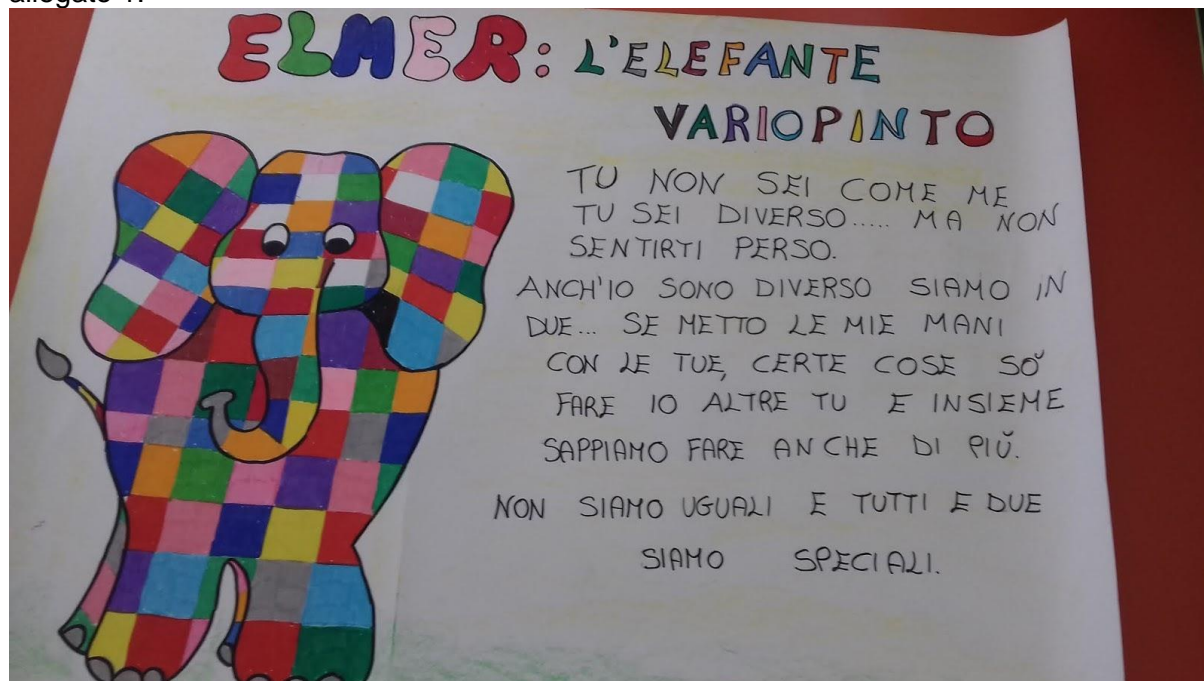 allegato 1.
ELMER: L'ELEFANTE
VARIOPINTO
TU NON SEI COME ME
TU SEI DIVERSO..... MA NON
SENTIRTI PERSO.
ANCH'IO SONO DIVERSO SIAMO IN
DUE... SE METTO LE MIE MANI
CON LE TUE, CERTE COSE SÒ
FARE IO ALTRE TU E INSIEME
SAPPIAMO FARE ANCHE DI PIÙ.
NON SIAMO UGUALI E TUTTI E DUE
SIAMO SPECIALI.